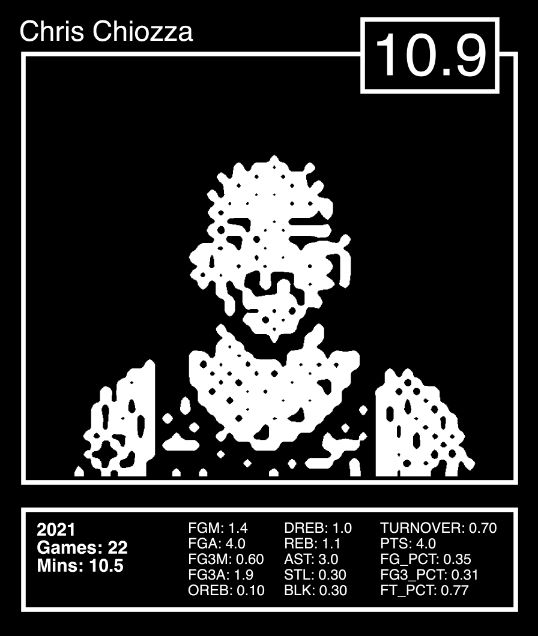 Chris Chiozza
10.9
2021
Games: 22
Mins: 10.5
FGM: 1.4
FGA: 4.0
FG3M: 0.60
FG3A: 1.9
OREB: 0.10
DREB: 1.0
REB: 1.1
AST: 3.0
STL: 0.30
BLK: 0.30
TURNOVER: 0.70
PTS: 4.0
FG_PCT: 0.35
FG3_PCT: 0.31
FT_PCT: 0.77